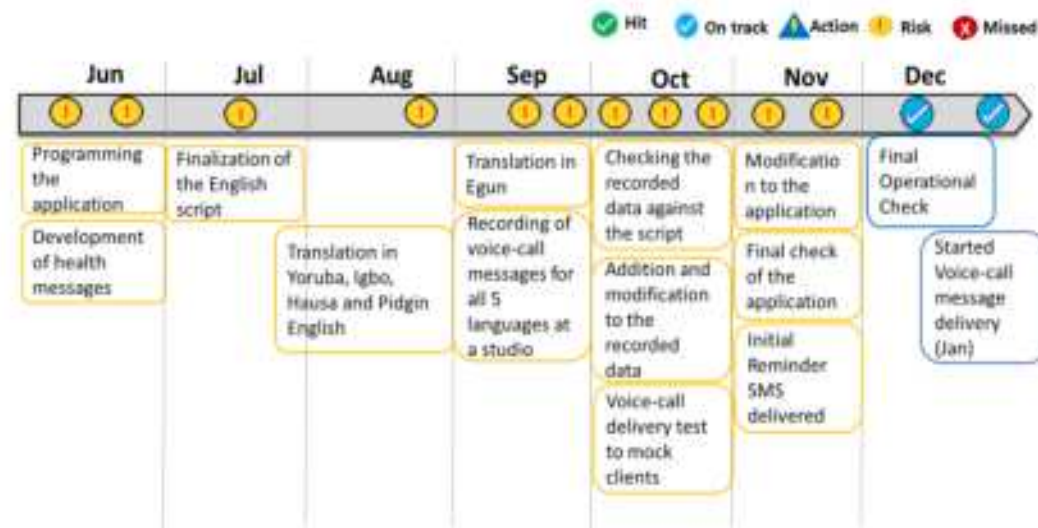 Hit On track Action Risk Missed
Jun Jul Aug Sep Oct Nov Dec
Programming
the
application
Development
of health
messages
Finalization of
the English
script
Translation in
Yoruba, Igbo,
Hausa and Pidgin
English
Translation in
Egun
Recording of
voice-call
messages for
all 5
languages at
a studio
Checking the
recorded
data against
the script
Addition and
modification
to the
recorded
data
Voice-call
delivery test
to mock
clients
Modificatio
n to the
application
Final check
of the
application
Initial
Reminder
SMS
delivered
Final
Operational
Check
Started
Voice-call
message
delivery
(Jan)